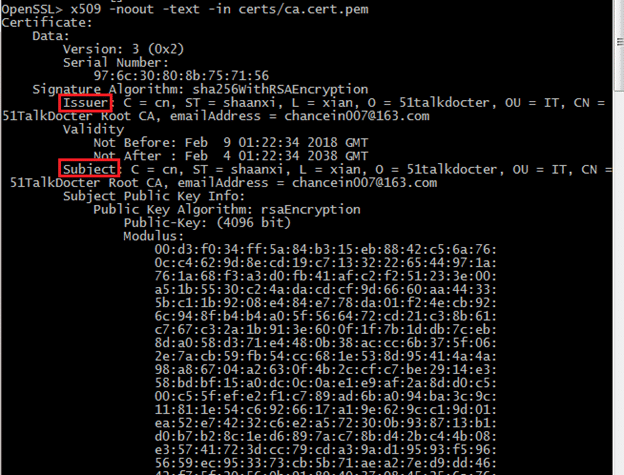 OpenSSL> x509 -noout -text -in certs/ca.cert.pem
Certificate:
Data:
Version: 3 (0x2)
Serial Number:
97:6c:30:80:8b:75:71:56
Signature Algorithm: sha256WithRSAEncryption
Issuer: C = cn, ST = shaanxi, L = xian, O = 51talkdocter, OU = IT, CN =
51TalkDocter Root CA, emailAddress = chancein007@163.com
Validity
Not Before: Feb 9 01:22:34 2018 GMT
Not After : Feb 4 01:22:34 2038 GMT
Subject: C = cn, ST = shaanxi, L = xian, O = 51talkdocter, OU = IT, CN =
51TalkDocter Root CA, emailAddress = chancein007@163.com
Subject Public Key Info:
Public Key Algorithm: rsaEncryption
Public-Key: (4096 bit)
Modulus:
00:d3:f0:34:ff:5a:84:b3:15:eb:88:42:c5:6a:76:
0c:c4:62:9d:8e:cd:19:c7:13:32:22:65:44:97:1a:
76:1a:68:f3:a3:d0:fb:41:af:c2:f2:51:23:3e:00:
a5:1b:55:30:c2:4a:da:cd:cf:9d:66:60:aa:44:33:
5b:c1:1b:92:08:e4:84:e7:78:da:01:f2:4e:cb:92:
6c:94:8f:b4:b4:a0:5f:56:64:72:cd:21:c3:8b:61:
c7:67:c3:2a:1b:91:3e:60:0f:1f:7b:1d:db:7c:eb:
8d:a0:58:d3:71:e4:48:0b:38:ac:cc:6b:37:5f:06:
2e:7a:cb:59:fb:54:cc:68:1e:53:8d:95:41:4a:4a:
98:a8:67:04:a2:63:0f:4b:2c:cf:c7:be:29:14:e3:
58:bd:bf:15:a0:dc:0c:0a:e1:e9:af:2a:8d:d0:c5:
00:c5:5f:ef:e2:f1:c7:89:ad:6b:a0:94:ba:3c:9c:
11:81:1e:54:c6:92:66:17:a1:9e:62:9c:c1:9d:01:
ea:52:e7:42:32:c6:e2:a5:72:30:0b:93:87:13:b1:
d0:b7:b2:8c:1e:d6:89:7a:c7:8b:d4:2b:c4:4b:08:
e3:57:41:72:3d:cc:79:cd:a3:9a:d1:95:93:f5:96:
56:59:ec:95:33:73:cb:5b:71:ae:a2:7e:d9:dd:46: